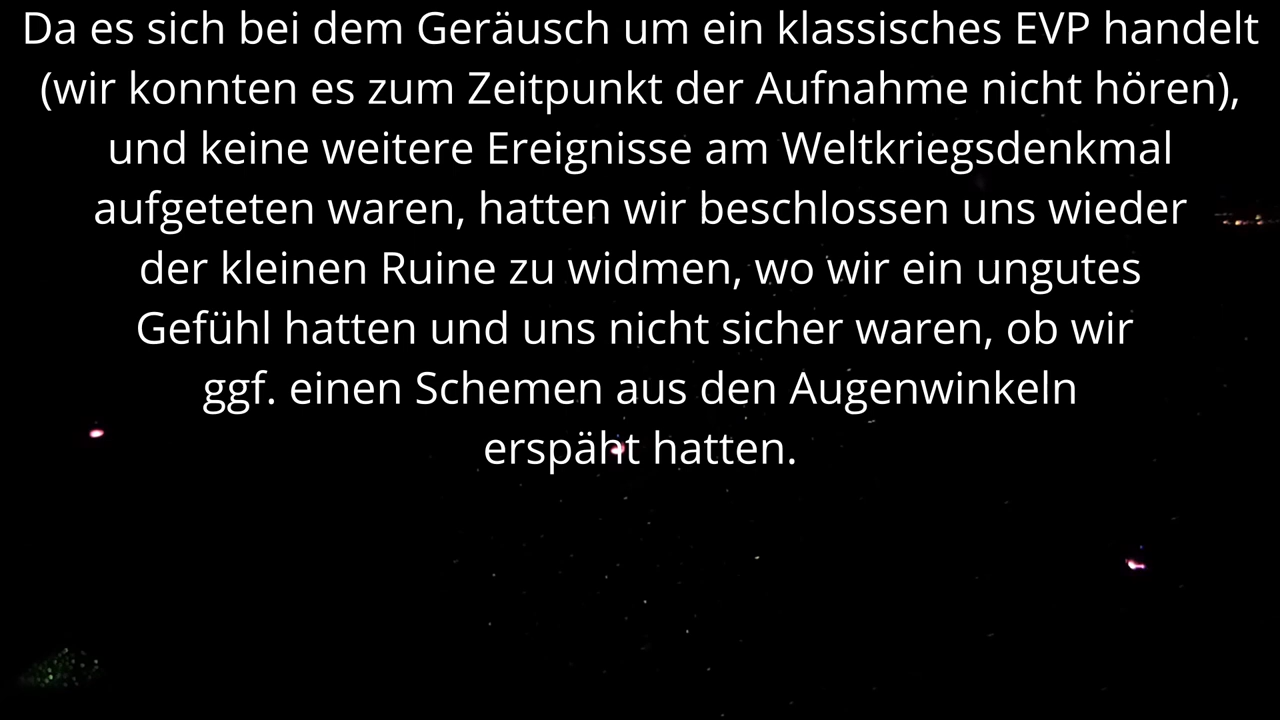 Da es sich bei dem Geräusch um ein klassisches EVP handelt
(wir konnten es zum Zeitpunkt der Aufnahme nicht hören),
und keine weitere Ereignisse am Weltkriegsdenkmal
aufgeteten waren, hatten wir beschlossen uns wieder
der kleinen Ruine zu widmen, wo wir ein ungutes
Gefühl hatten und uns nicht sicher waren, ob wir
ggf. einen Schemen aus den Augenwinkeln
erspäht hatten.